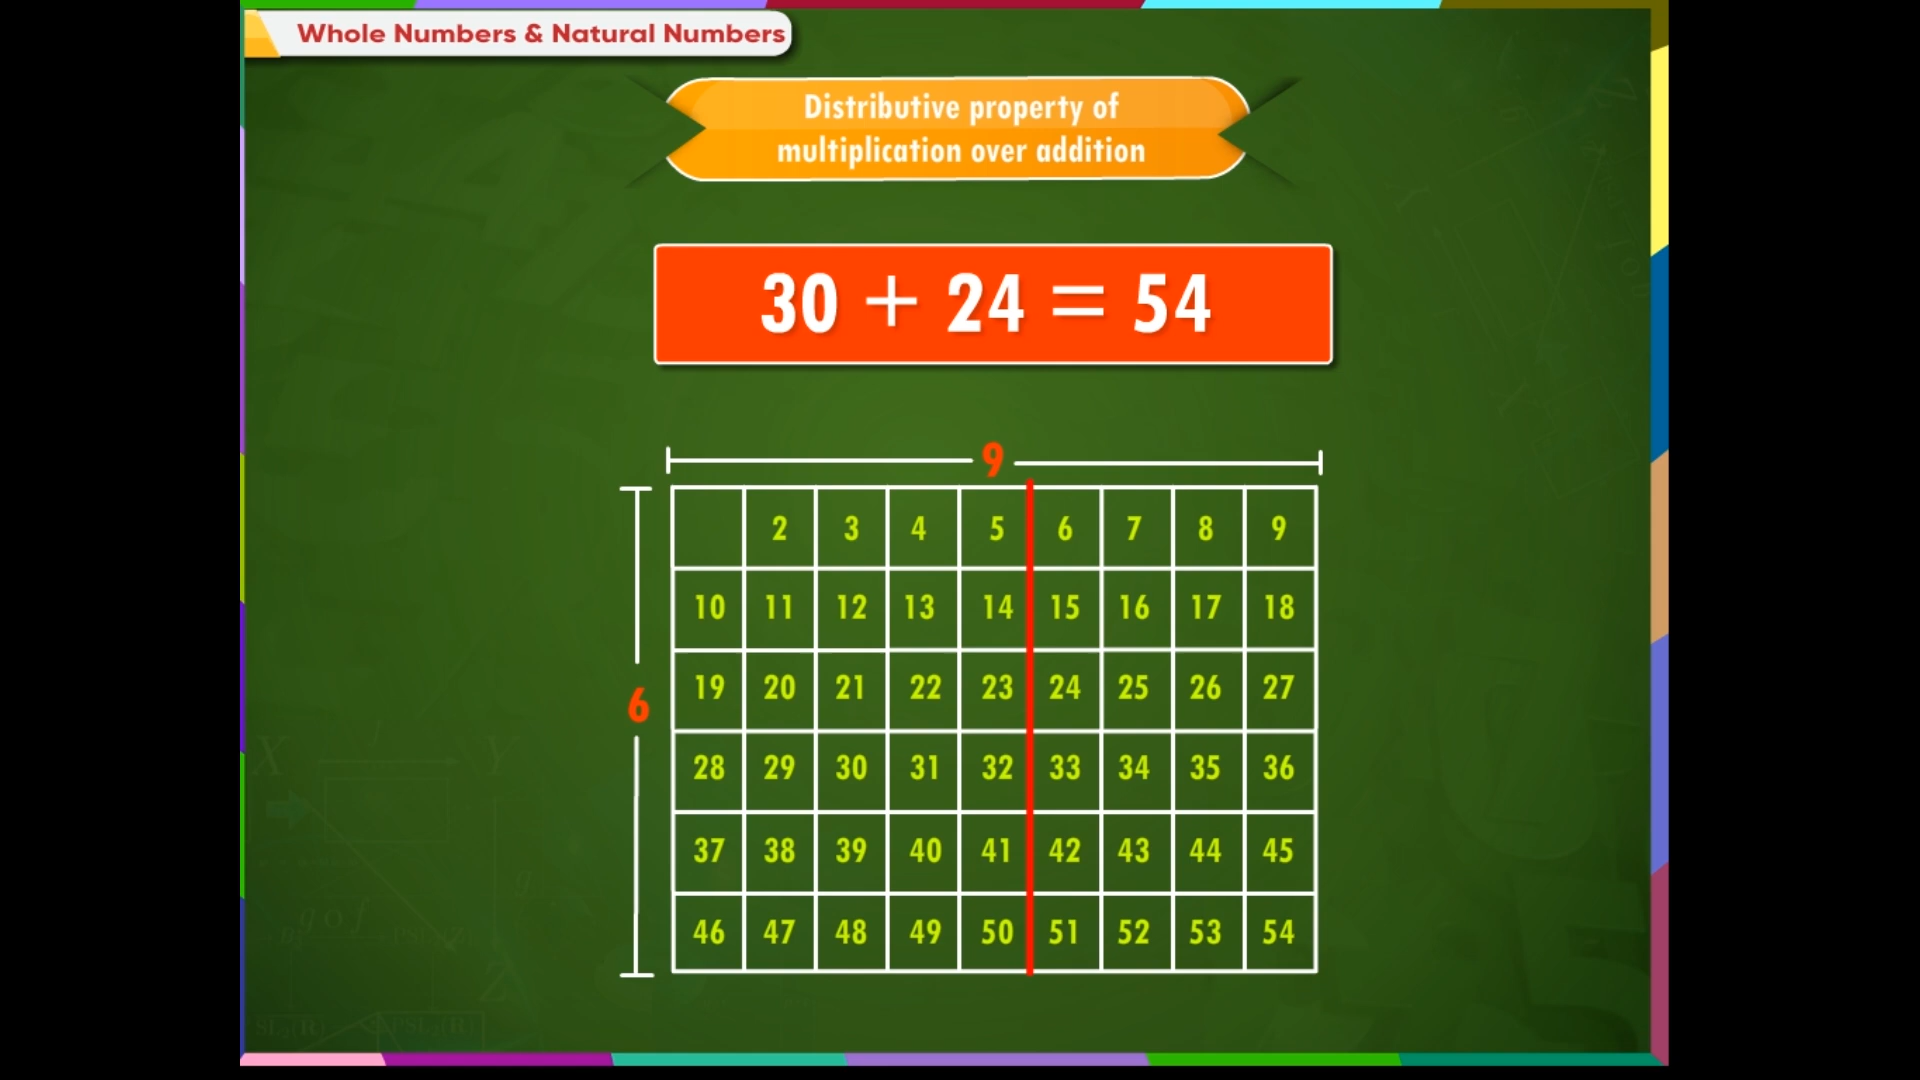 Whole Numbers & Natural Numbers
Distributive property of
multiplication over addition
30 + 24 = 54
9
2 3 4 5 6 7 8 9
10 11 12 13 14 15 16 17 18
19 20 21 22 23 24 25 26 27
6
28 29 30 31 32 33 34 35 36
37 38 39 40 41 42 43 44 45
46 47 48 49 50 51 52 53 54
X
Y
g o f